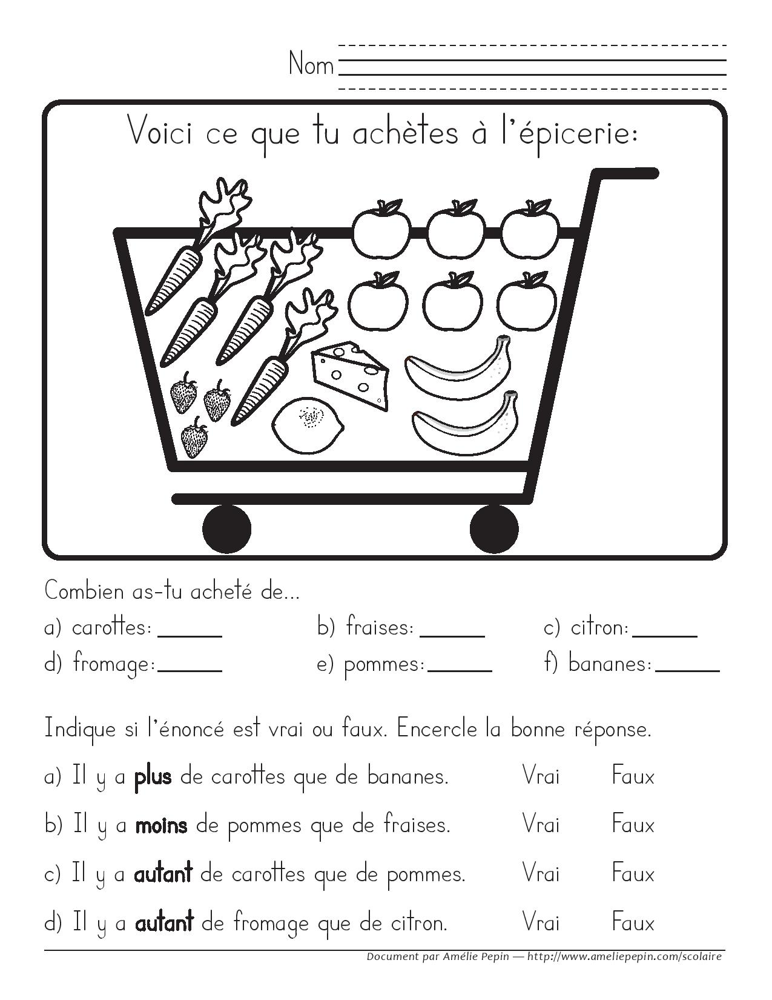 Nom
Voici ce que tu achètes à l'épicerie:
Combien as-tu acheté de...
a) carottes: ______ b) fraises: ______ c) citron: ______
d) fromage: ______ e) pommes: ______ f) bananes: ______
Indique si l'énoncé est vrai ou faux. Encercle la bonne réponse.
a) Il y a plus de carottes que de bananes. Vrai Faux
b) Il y a moins de pommes que de fraises. Vrai Faux
c) Il y a autant de carottes que de pommes. Vrai Faux
d) Il y a autant de fromage que de citron. Vrai Faux
Document par Amélie Pepin — http://www.ameliepepin.com/scolaire